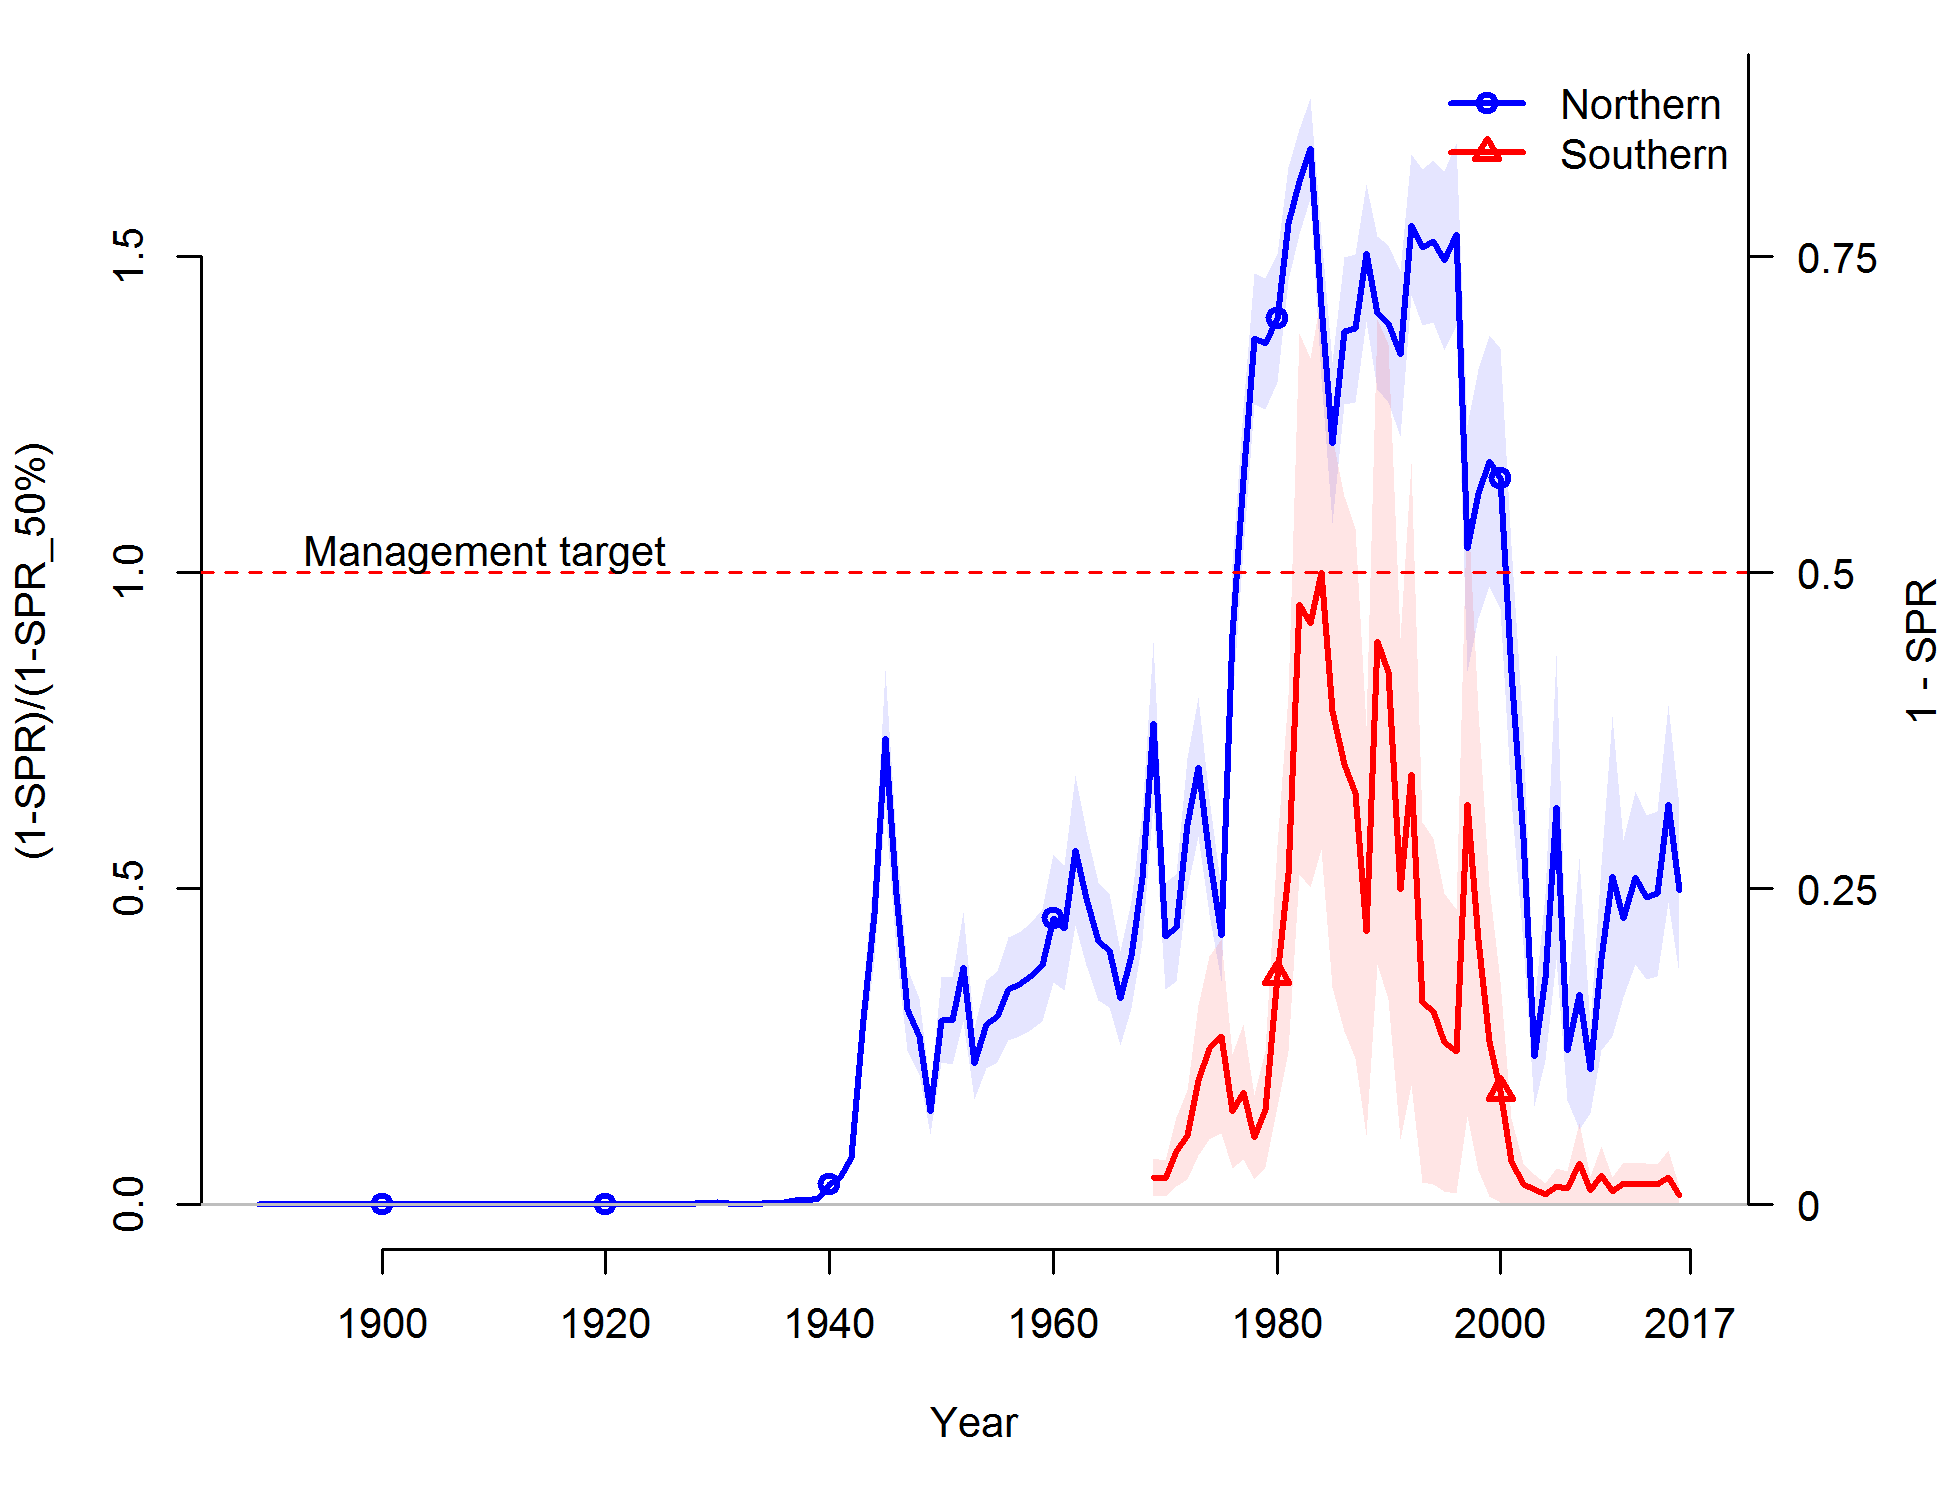 Northern
Southern
Management target
(1-SPR)/(1-SPR_50%)
0.0
0.5
1.0
1.5
1 - SPR
0
0.25
0.5
0.75
1900
1920
1940
1960
1980
2000
2017
Year